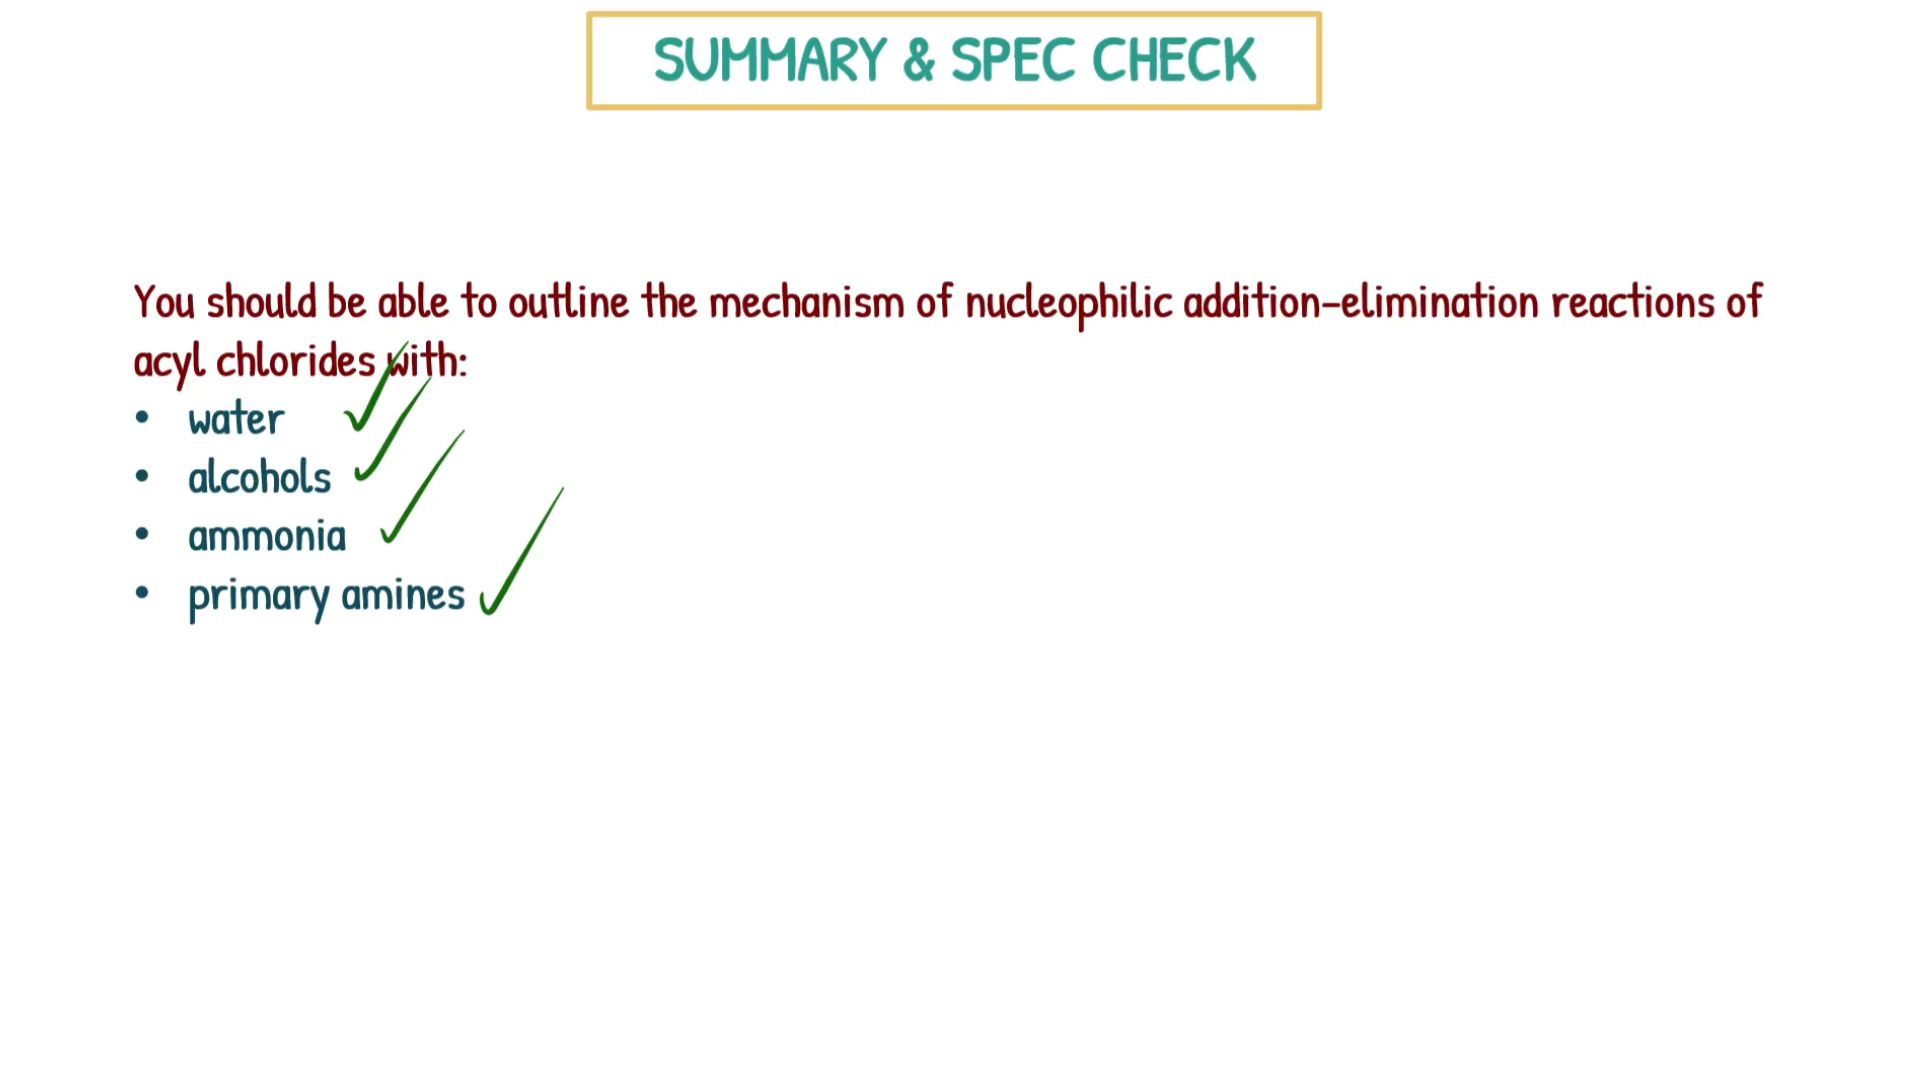 SUMMARY & SPEC CHECK
You should be able to outline the mechanism of nucleophilic addition-elimination reactions of
acyl chlorides with:
• water
• alcohols
• ammonia
• primary amines